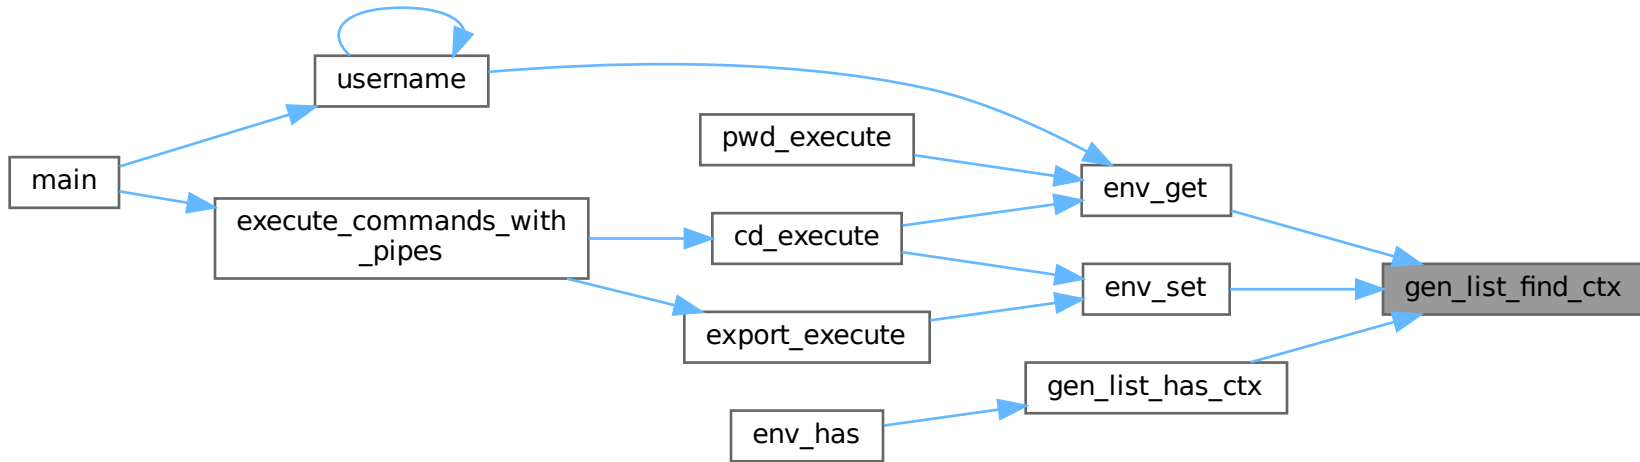 username
pwd_execute
main
env_get
execute_commands_with
_pipes
cd_execute
env_set
gen_list_find_ctx
export_execute
gen_list_has_ctx
env_has